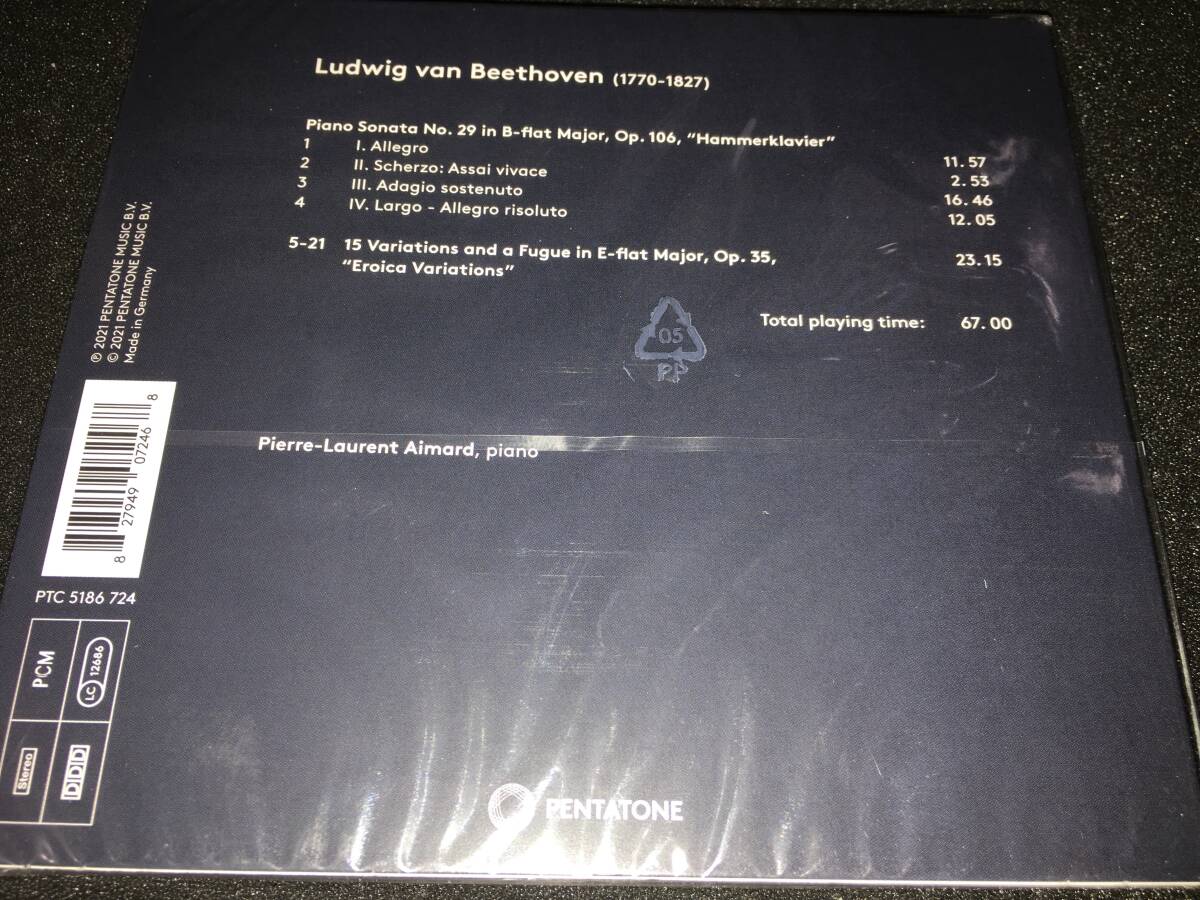 Ludwig van Beethoven (1770-1827)
Piano Sonata No. 29 in B-flat Major, Op. 106, “Hammerklavier”
1 I. Allegro 11.57
2 II. Scherzo: Assai vivace 2.53
3 III. Adagio sostenuto 16.46
4 IV. Largo - Allegro risoluto 12.05
5-21 15 Variations and a Fugue in E-flat Major, Op. 35, 23.15
“Eroica Variations”
Total playing time: 67.00
05
PP
Pierre-Laurent Aimard, piano
℗ 2021 PENTATONE MUSIC B.V.
© 2021 PENTATONE MUSIC B.V.
Made in Germany
8 27949 07246 8
PTC 5186 724
PCM
LC 12686
Stereo
DDD
PENTATONE